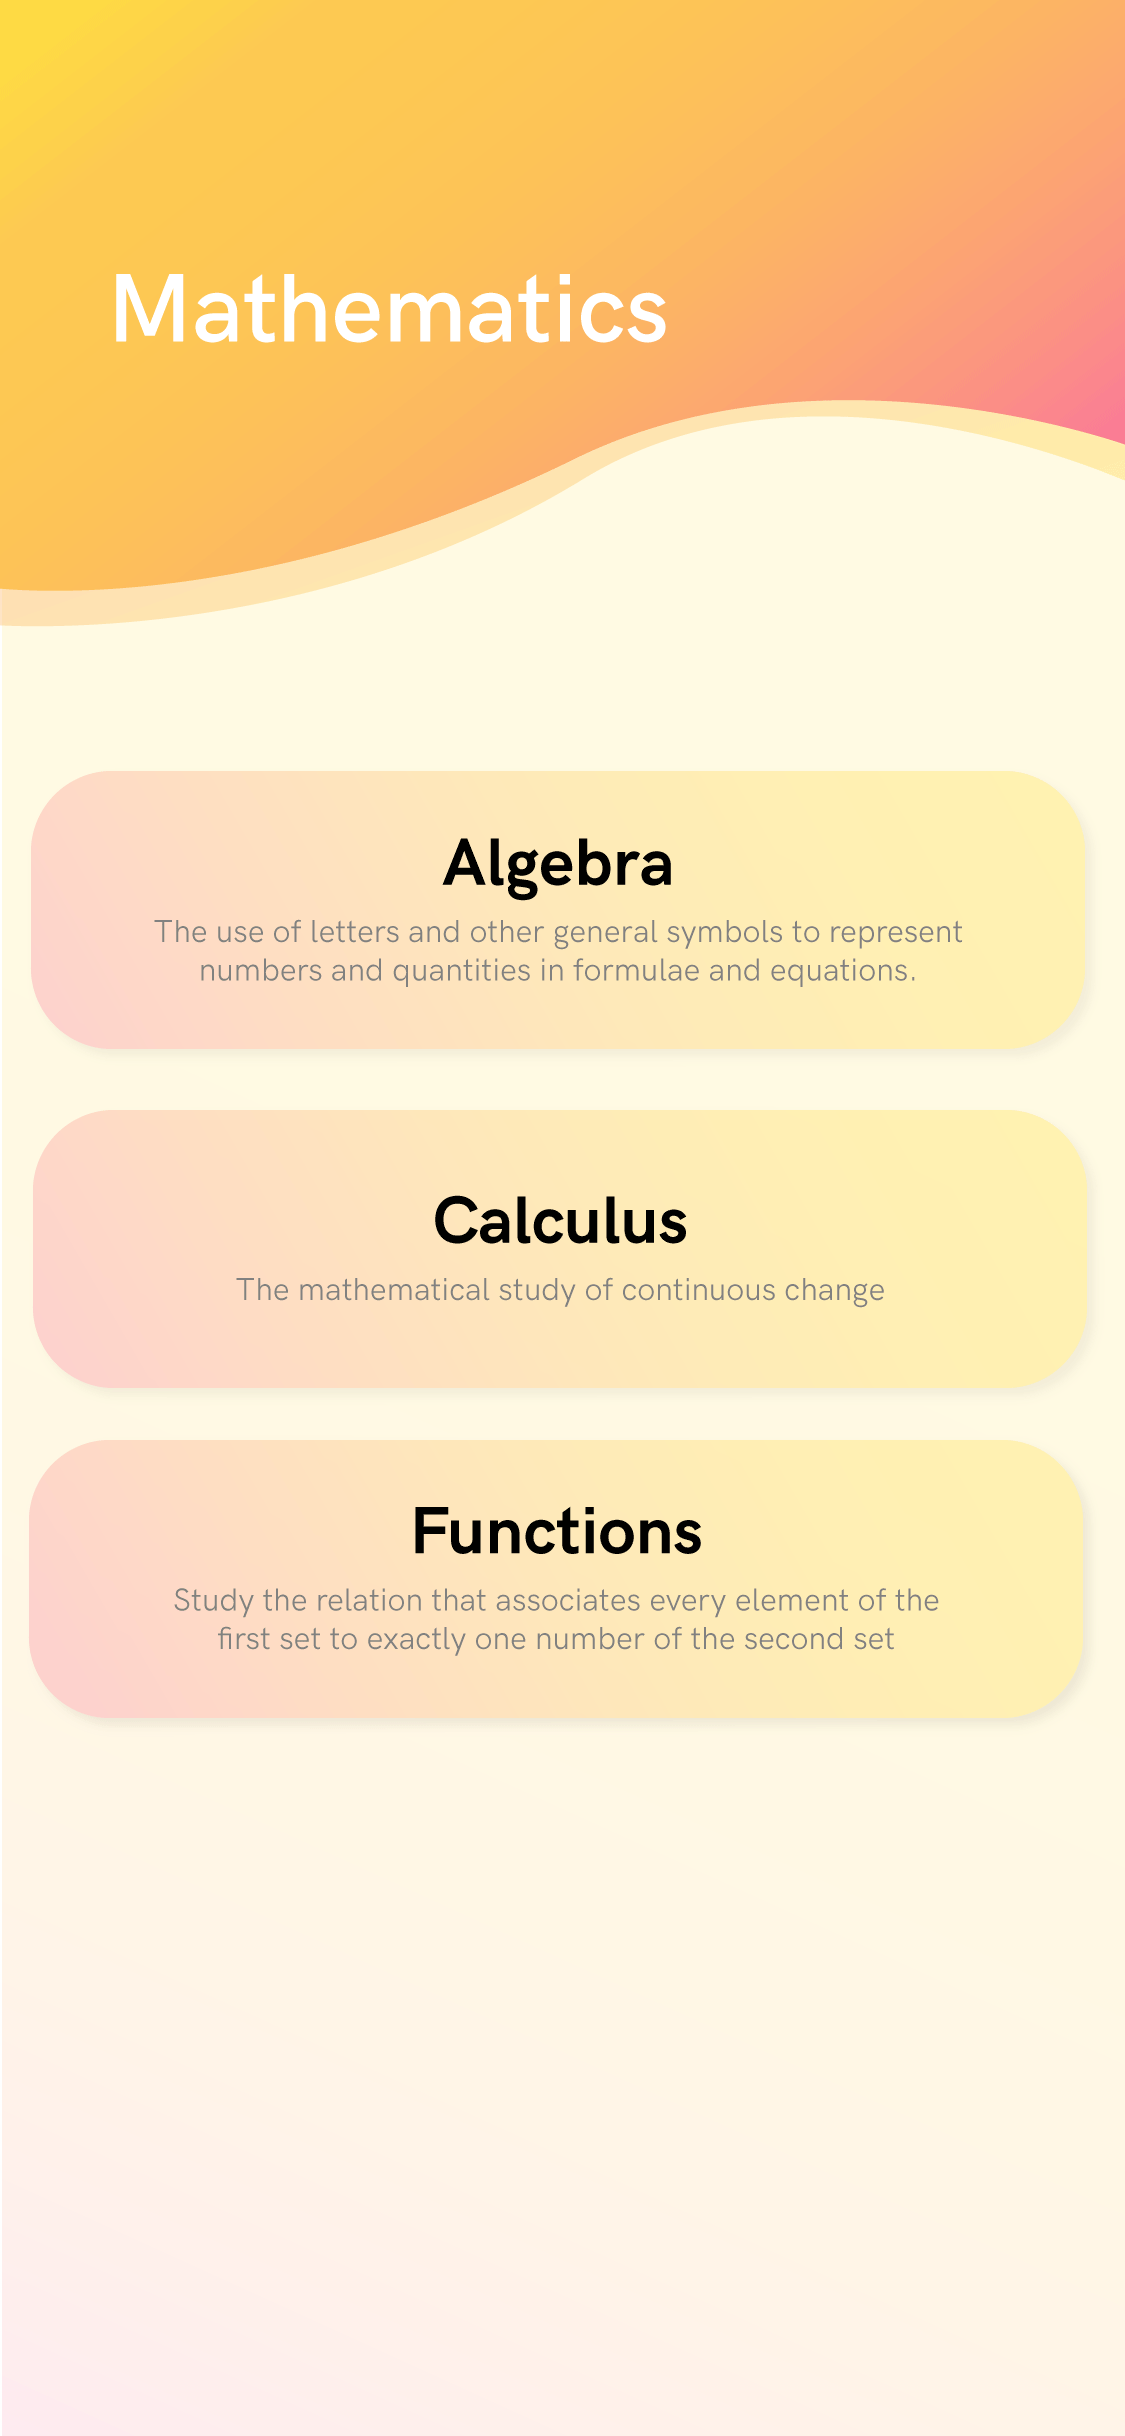 Mathematics
Algebra
The use of letters and other general symbols to represent
numbers and quantities in formulae and equations.
Calculus
The mathematical study of continuous change
Functions
Study the relation that associates every element of the
first set to exactly one number of the second set